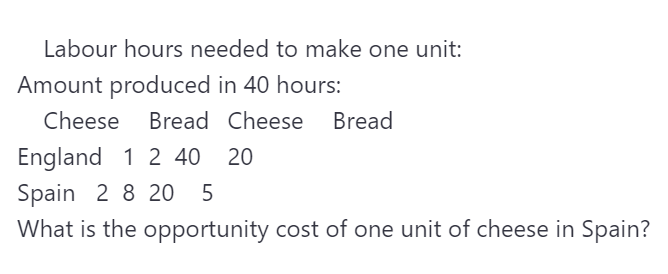 Labour hours needed to make one unit:
Amount produced in 40 hours:
Cheese Bread Cheese Bread
England 1 2 40 20
Spain 2 8 20 5
What is the opportunity cost of one unit of cheese in Spain?